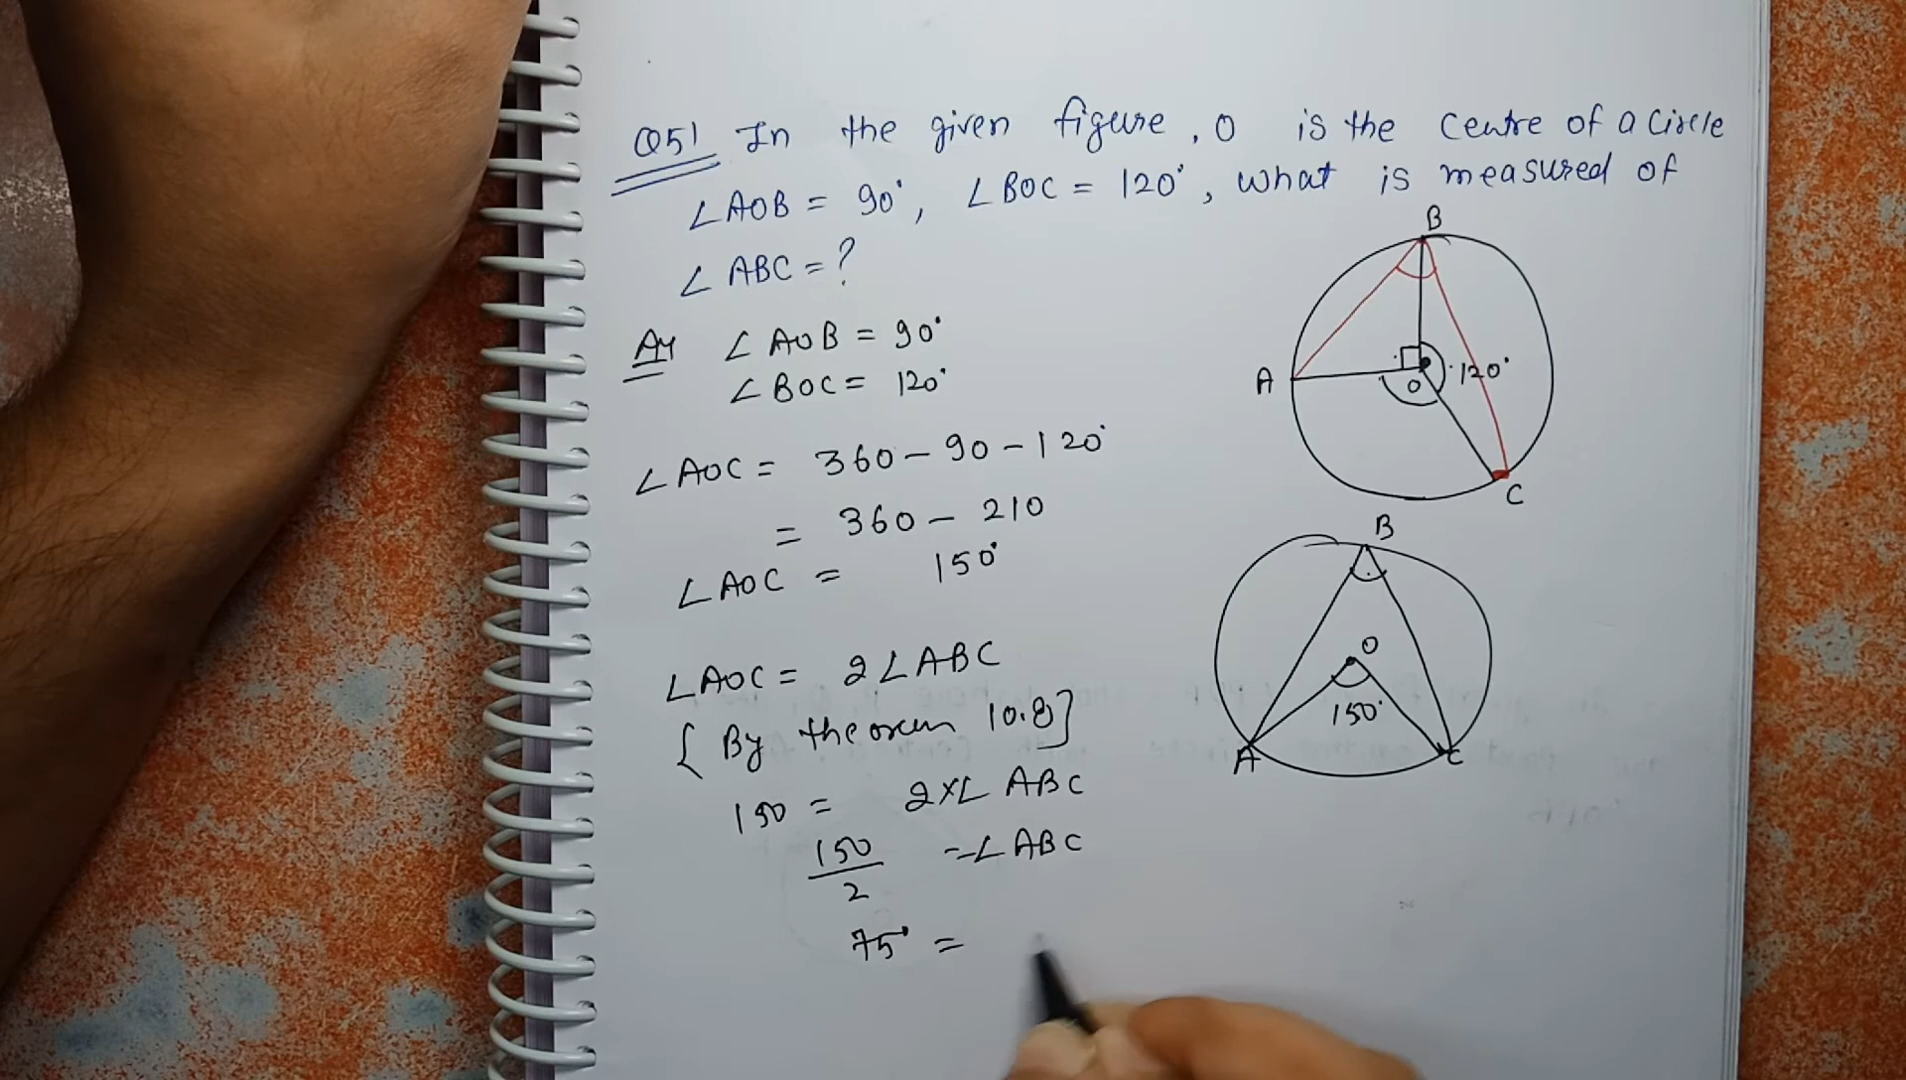 Q51 In the given figure, O is the Centre of a Circle
∠AOB = 90°, ∠BOC = 120°, what is measured of
∠ABC = ?
B
A
O
120°
C
∠AOB = 90°
∠BOC = 120°
∠AOC = 360 - 90 - 120°
= 360 - 210
∠AOC = 150°
∠AOC = 2∠ABC
{ By theorem 10.8]
150 = 2×∠ABC
150/2 = ∠ABC
75° =
B
O
150°
A
C